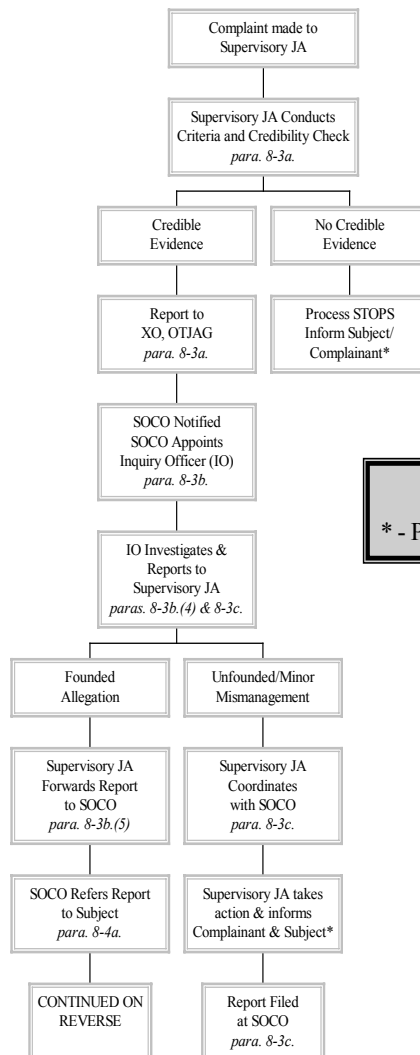 Complaint made to
Supervisory JA
Supervisory JA Conducts
Criteria and Credibility Check
para. 8-3a.
Credible
Evidence
No Credible
Evidence
Report to
XO, OTJAG
para. 8-3a.
Process STOPS
Inform Subject/
Complainant*
SOCO Notified
SOCO Appoints
Inquiry Officer (IO)
para. 8-3b.
* - P
IO Investigates &
Reports to
Supervisory JA
paras. 8-3b.(4) & 8-3c.
Founded
Allegation
Unfounded/Minor
Mismanagement
Supervisory JA
Forwards Report
to SOCO
para. 8-3b.(5)
Supervisory JA
Coordinates
with SOCO
para. 8-3c.
SOCO Refers Report
to Subject
para. 8-4a.
Supervisory JA takes
action & informs
Complainant & Subject*
CONTINUED ON
REVERSE
Report Filed
at SOCO
para. 8-3c.